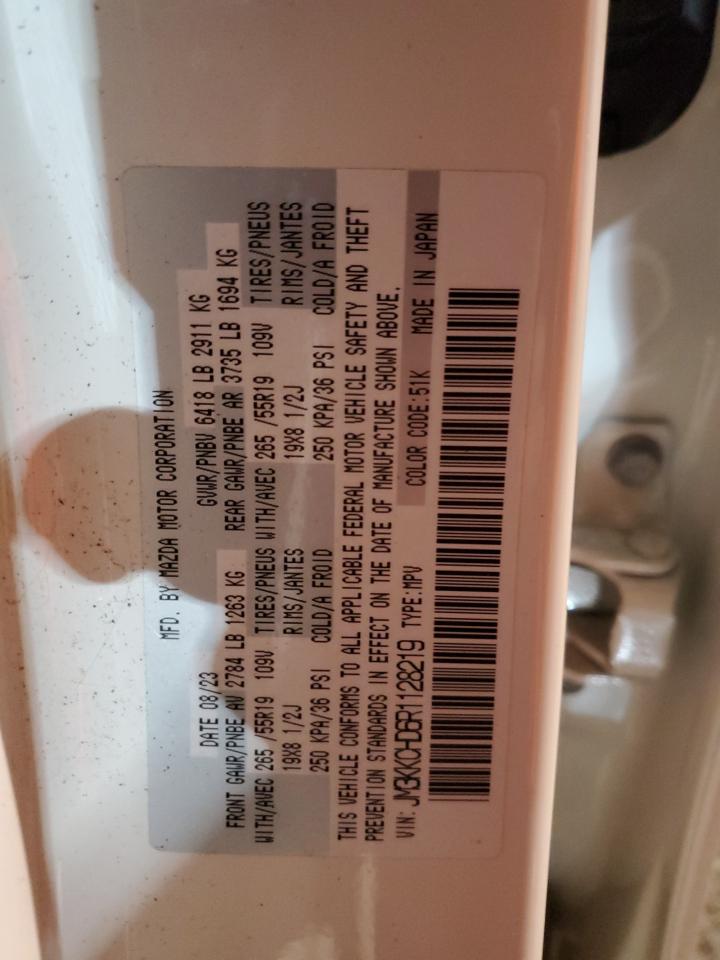 MFD. BY MAZDA MOTOR CORPORATION
DATE 08/23 GVWR/PNBV 6418 LB 2911 KG
FRONT GAWR/PNBE AV 2784 LB 1263 KG REAR GAWR/PNBE AR 3735 LB 1694 KG
WITH/AVEC 265 /55R19 109V TIRES/PNEUS WITH/AVEC 265 /55R19 109V TIRES/PNEUS
19X8 1/2J RIMS/JANTES 19X8 1/2J RIMS/JANTES
250 KPA/36 PSI COLD/A FROID 250 KPA/36 PSI COLD/A FROID
THIS VEHICLE CONFORMS TO ALL APPLICABLE FEDERAL MOTOR VEHICLE SAFETY AND THEFT
PREVENTION STANDARDS IN EFFECT ON THE DATE OF MANUFACTURE SHOWN ABOVE.
VIN: JM3KKCHD6R1128219 TYPE:MPV COLOR CODE:51K MADE IN JAPAN